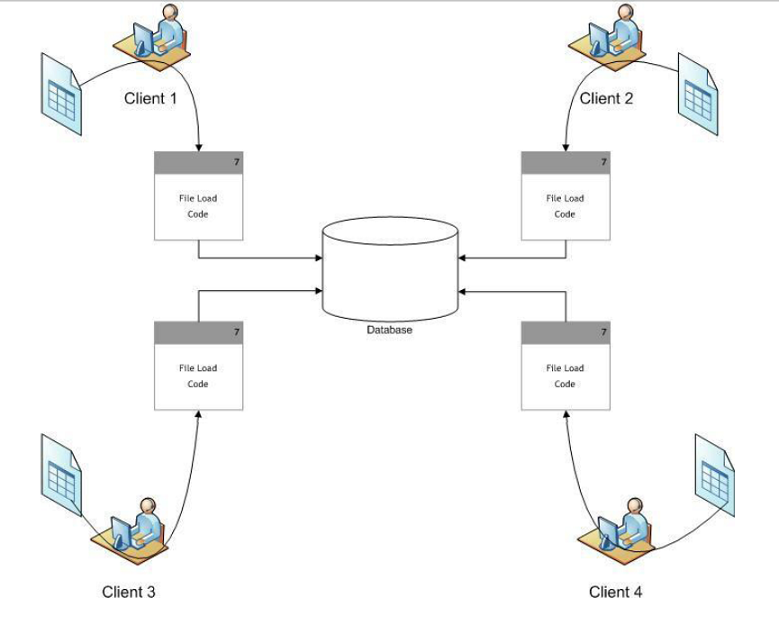 Client 1
Client 2
7
File Load
Code
7
File Load
Code
Database
7
File Load
Code
7
File Load
Code
Client 3
Client 4